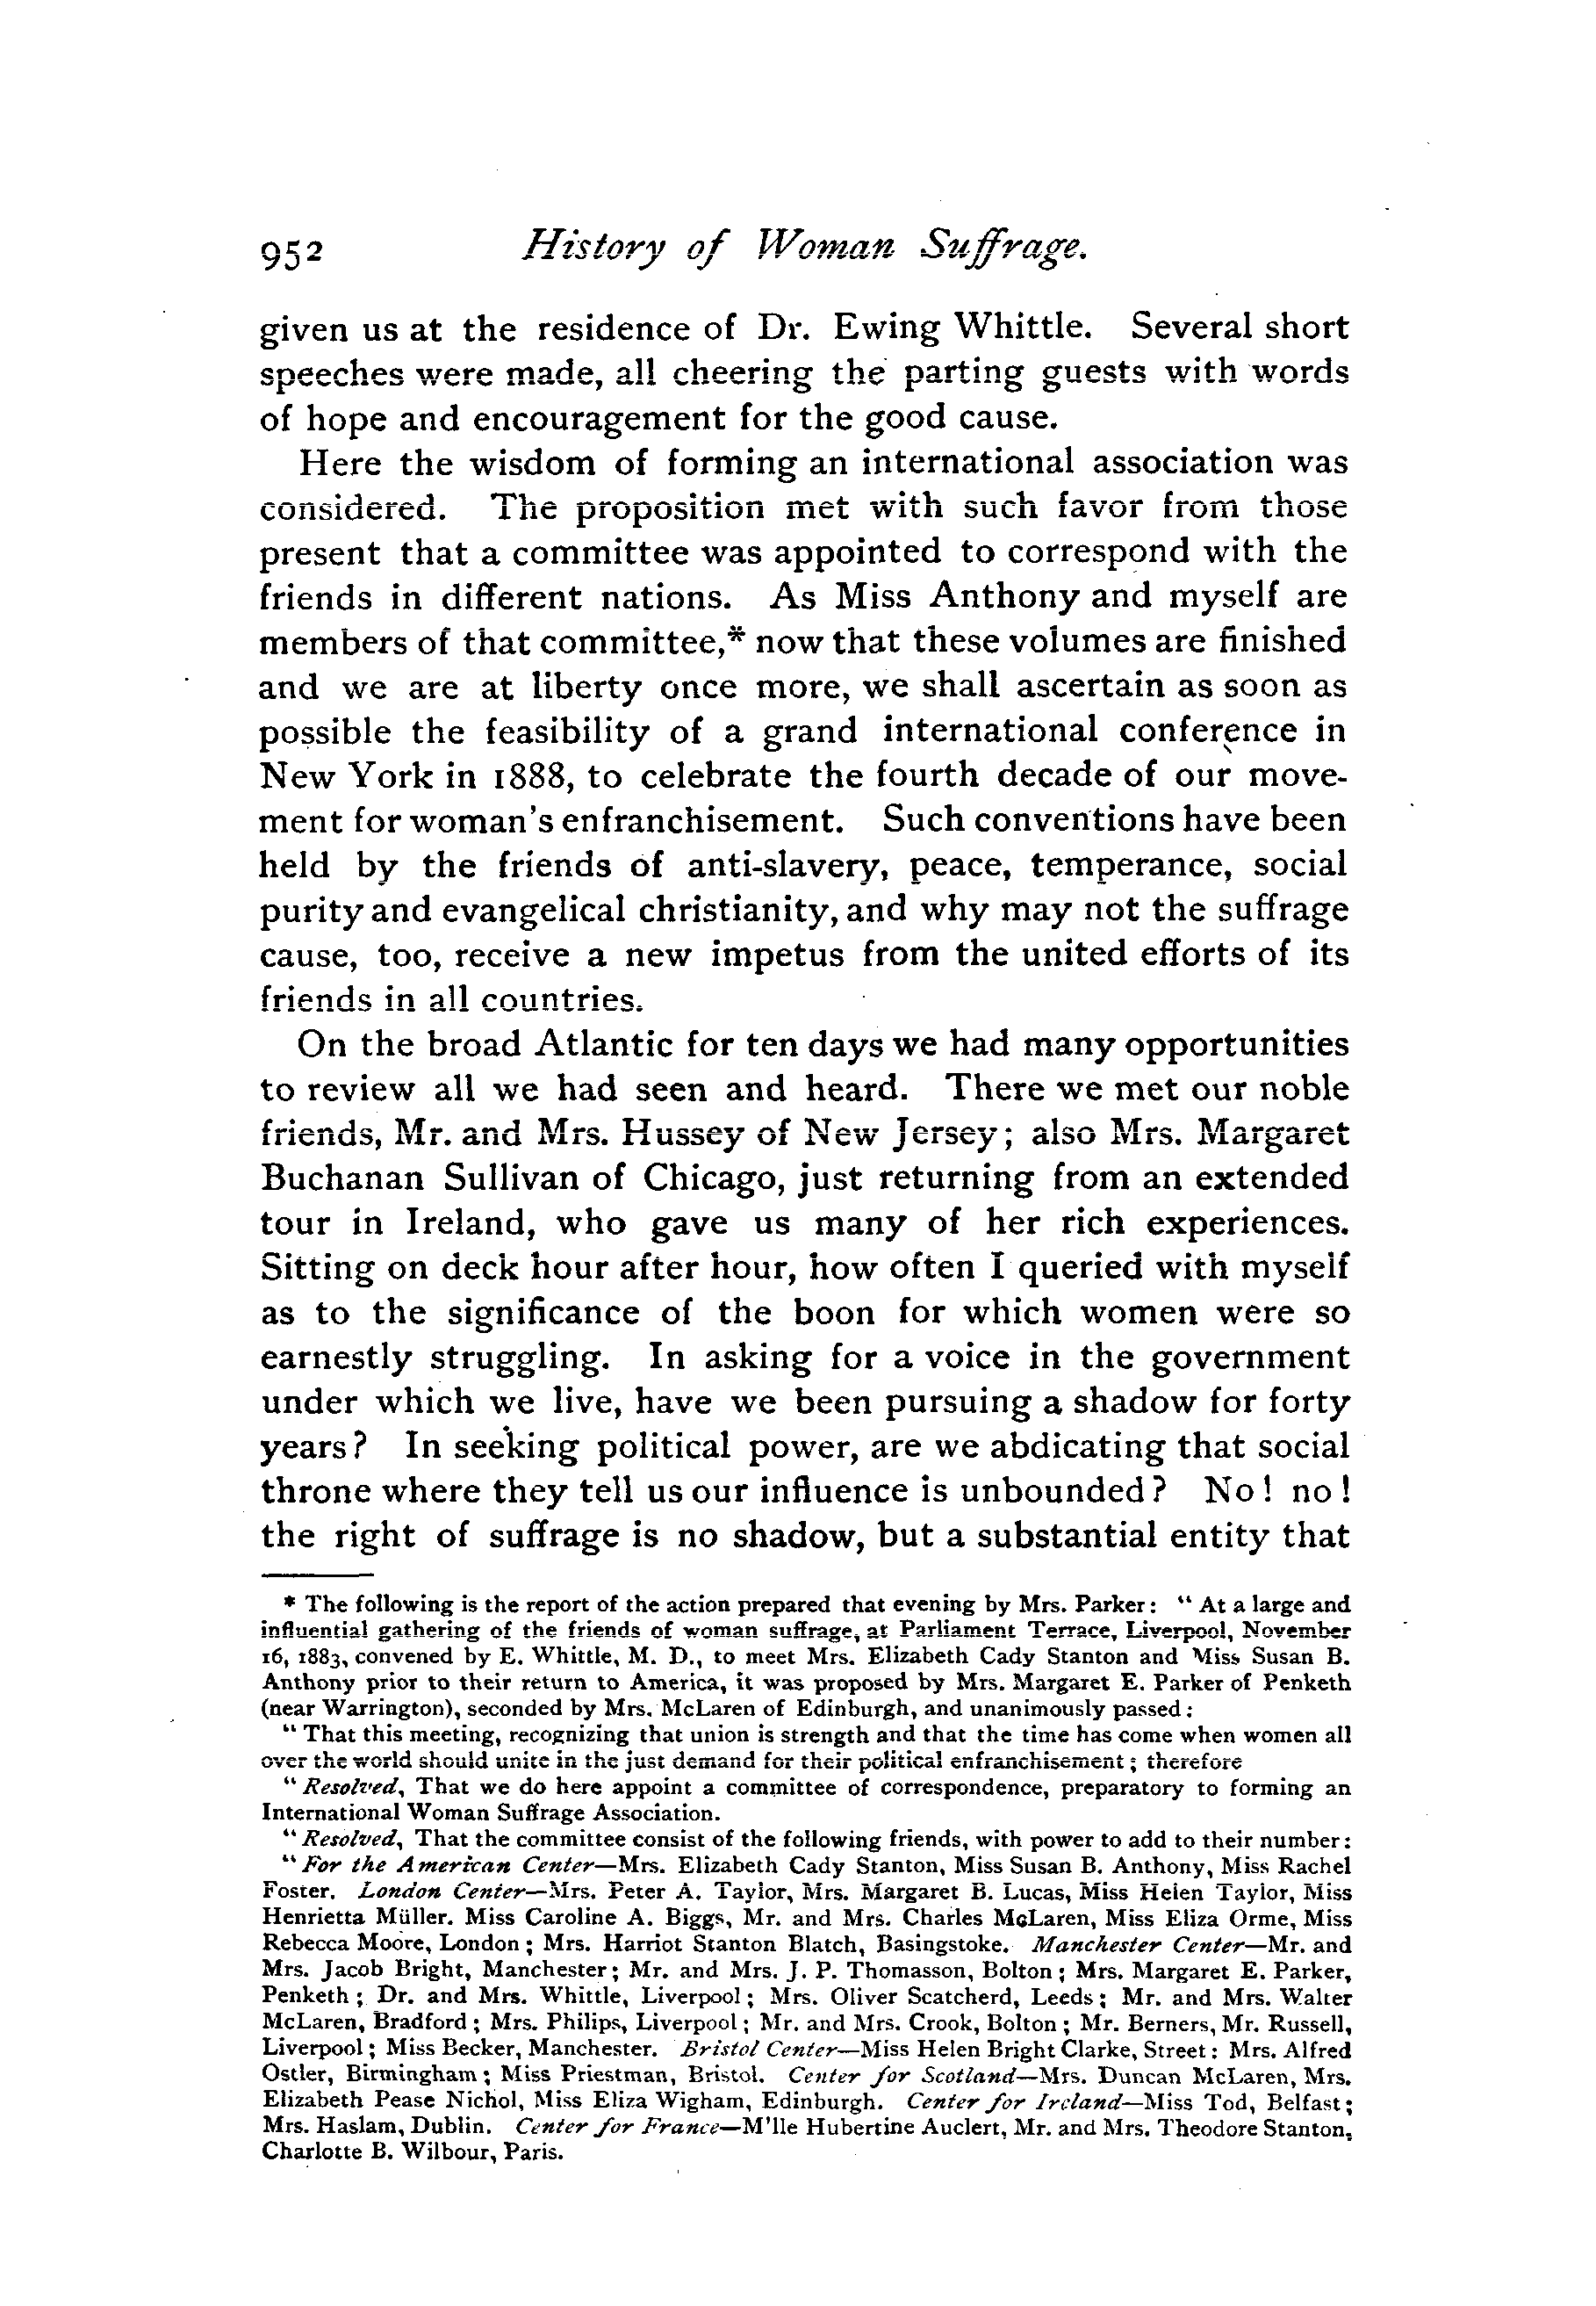 952 History of Woman Suffrage.
given us at the residence of Dr. Ewing Whittle. Several short
speeches were made, all cheering the parting guests with words
of hope and encouragement for the good cause.
Here the wisdom of forming an international association was
considered. The proposition met with such favor from those
present that a committee was appointed to correspond with the
friends in different nations. As Miss Anthony and myself are
members of that committee,* now that these volumes are finished
and we are at liberty once more, we shall ascertain as soon as
possible the feasibility of a grand international conference in
New York in 1888, to celebrate the fourth decade of our move-
ment for woman's enfranchisement. Such conventions have been
held by the friends of anti-slavery, peace, temperance, social
purity and evangelical christianity, and why may not the suffrage
cause, too, receive a new impetus from the united efforts of its
friends in all countries.
On the broad Atlantic for ten days we had many opportunities
to review all we had seen and heard. There we met our noble
friends, Mr. and Mrs. Hussey of New Jersey; also Mrs. Margaret
Buchanan Sullivan of Chicago, just returning from an extended
tour in Ireland, who gave us many of her rich experiences.
Sitting on deck hour after hour, how often I queried with myself
as to the significance of the boon for which women were so
earnestly struggling. In asking for a voice in the government
under which we live, have we been pursuing a shadow for forty
years? In seeking political power, are we abdicating that social
throne where they tell us our influence is unbounded? No! no!
the right of suffrage is no shadow, but a substantial entity that
* The following is the report of the action prepared that evening by Mrs. Parker: "At a large and
influential gathering of the friends of woman suffrage, at Parliament Terrace, Liverpool, November
16, 1883, convened by E. Whittle, M. D., to meet Mrs. Elizabeth Cady Stanton and Miss Susan B.
Anthony prior to their return to America, it was proposed by Mrs. Margaret E. Parker of Penketh
(near Warrington), seconded by Mrs. McLaren of Edinburgh, and unanimously passed:
"That this meeting, recognizing that union is strength and that the time has come when women all
over the world should unite in the just demand for their political enfranchisement; therefore
"Resolved, That we do here appoint a committee of correspondence, preparatory to forming an
International Woman Suffrage Association.
"Resolved, That the committee consist of the following friends, with power to add to their number:
"For the American Center—Mrs. Elizabeth Cady Stanton, Miss Susan B. Anthony, Miss Rachel
Foster. London Center—Mrs. Peter A. Taylor, Mrs. Margaret B. Lucas, Miss Helen Taylor, Miss
Henrietta Müller. Miss Caroline A. Biggs, Mr. and Mrs. Charles McLaren, Miss Eliza Orme, Miss
Rebecca Moore, London; Mrs. Harriot Stanton Blatch, Basingstoke. Manchester Center—Mr. and
Mrs. Jacob Bright, Manchester; Mr. and Mrs. J. P. Thomasson, Bolton; Mrs. Margaret E. Parker,
Penketh; Dr. and Mrs. Whittle, Liverpool; Mrs. Oliver Scatcherd, Leeds; Mr. and Mrs. Walter
McLaren, Bradford; Mrs. Philips, Liverpool; Mr. and Mrs. Crook, Bolton; Mr. Berners, Mr. Russell,
Liverpool; Miss Becker, Manchester. Bristol Center—Miss Helen Bright Clarke, Street: Mrs. Alfred
Ostler, Birmingham; Miss Priestman, Bristol. Center for Scotland—Mrs. Duncan McLaren, Mrs.
Elizabeth Pease Nichol, Miss Eliza Wigham, Edinburgh. Center for Ireland—Miss Tod, Belfast;
Mrs. Haslam, Dublin. Center for France—M'lle Hubertine Auclert, Mr. and Mrs. Theodore Stanton,
Charlotte B. Wilbour, Paris.